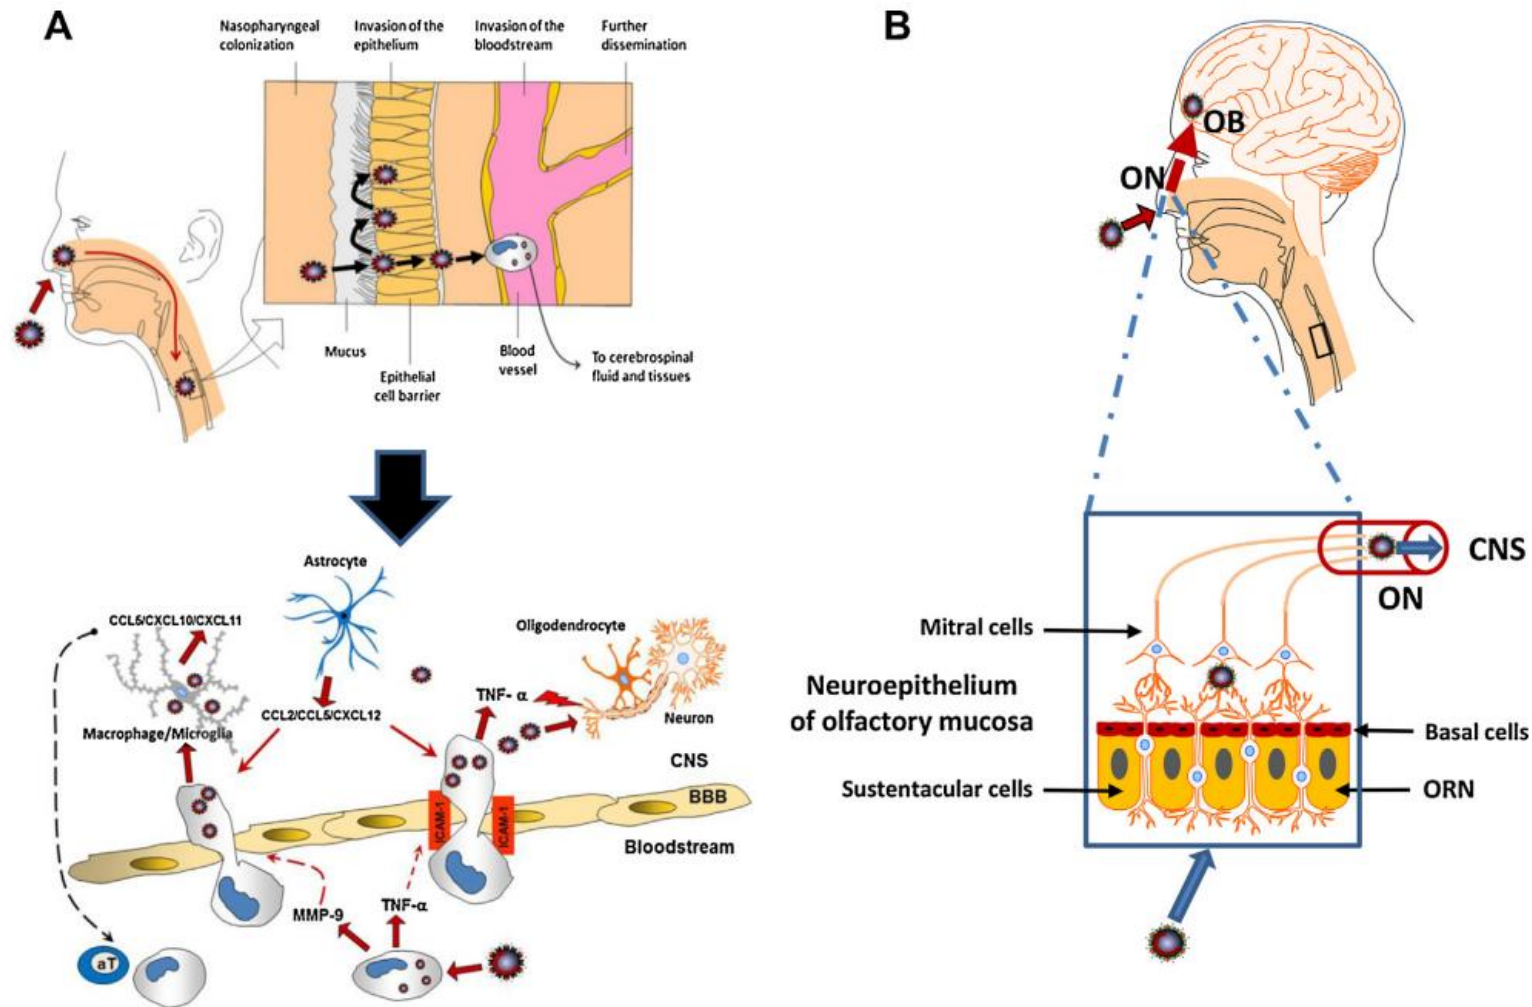 A
Nasopharyngeal
colonization
Invasion of the
epithelium
Invasion of the
bloodstream
Further
dissemination
Mucus
Epithelial
cell barrier
Blood
vessel
To cerebrospinal
fluid and tissues
Astrocyte
CCL5/CXCL10/CXCL11
Oligodendrocyte
TNF- α
CCL2/CCL5/CXCL12
Neuron
Macrophage/Microglia
CNS
BBB
ICAM-1
ICAM-1
Bloodstream
MMP-9
TNF-α
aT
B
OB
ON
CNS
ON
Mitral cells
Neuroepithelium
of olfactory mucosa
Basal cells
Sustentacular cells
ORN